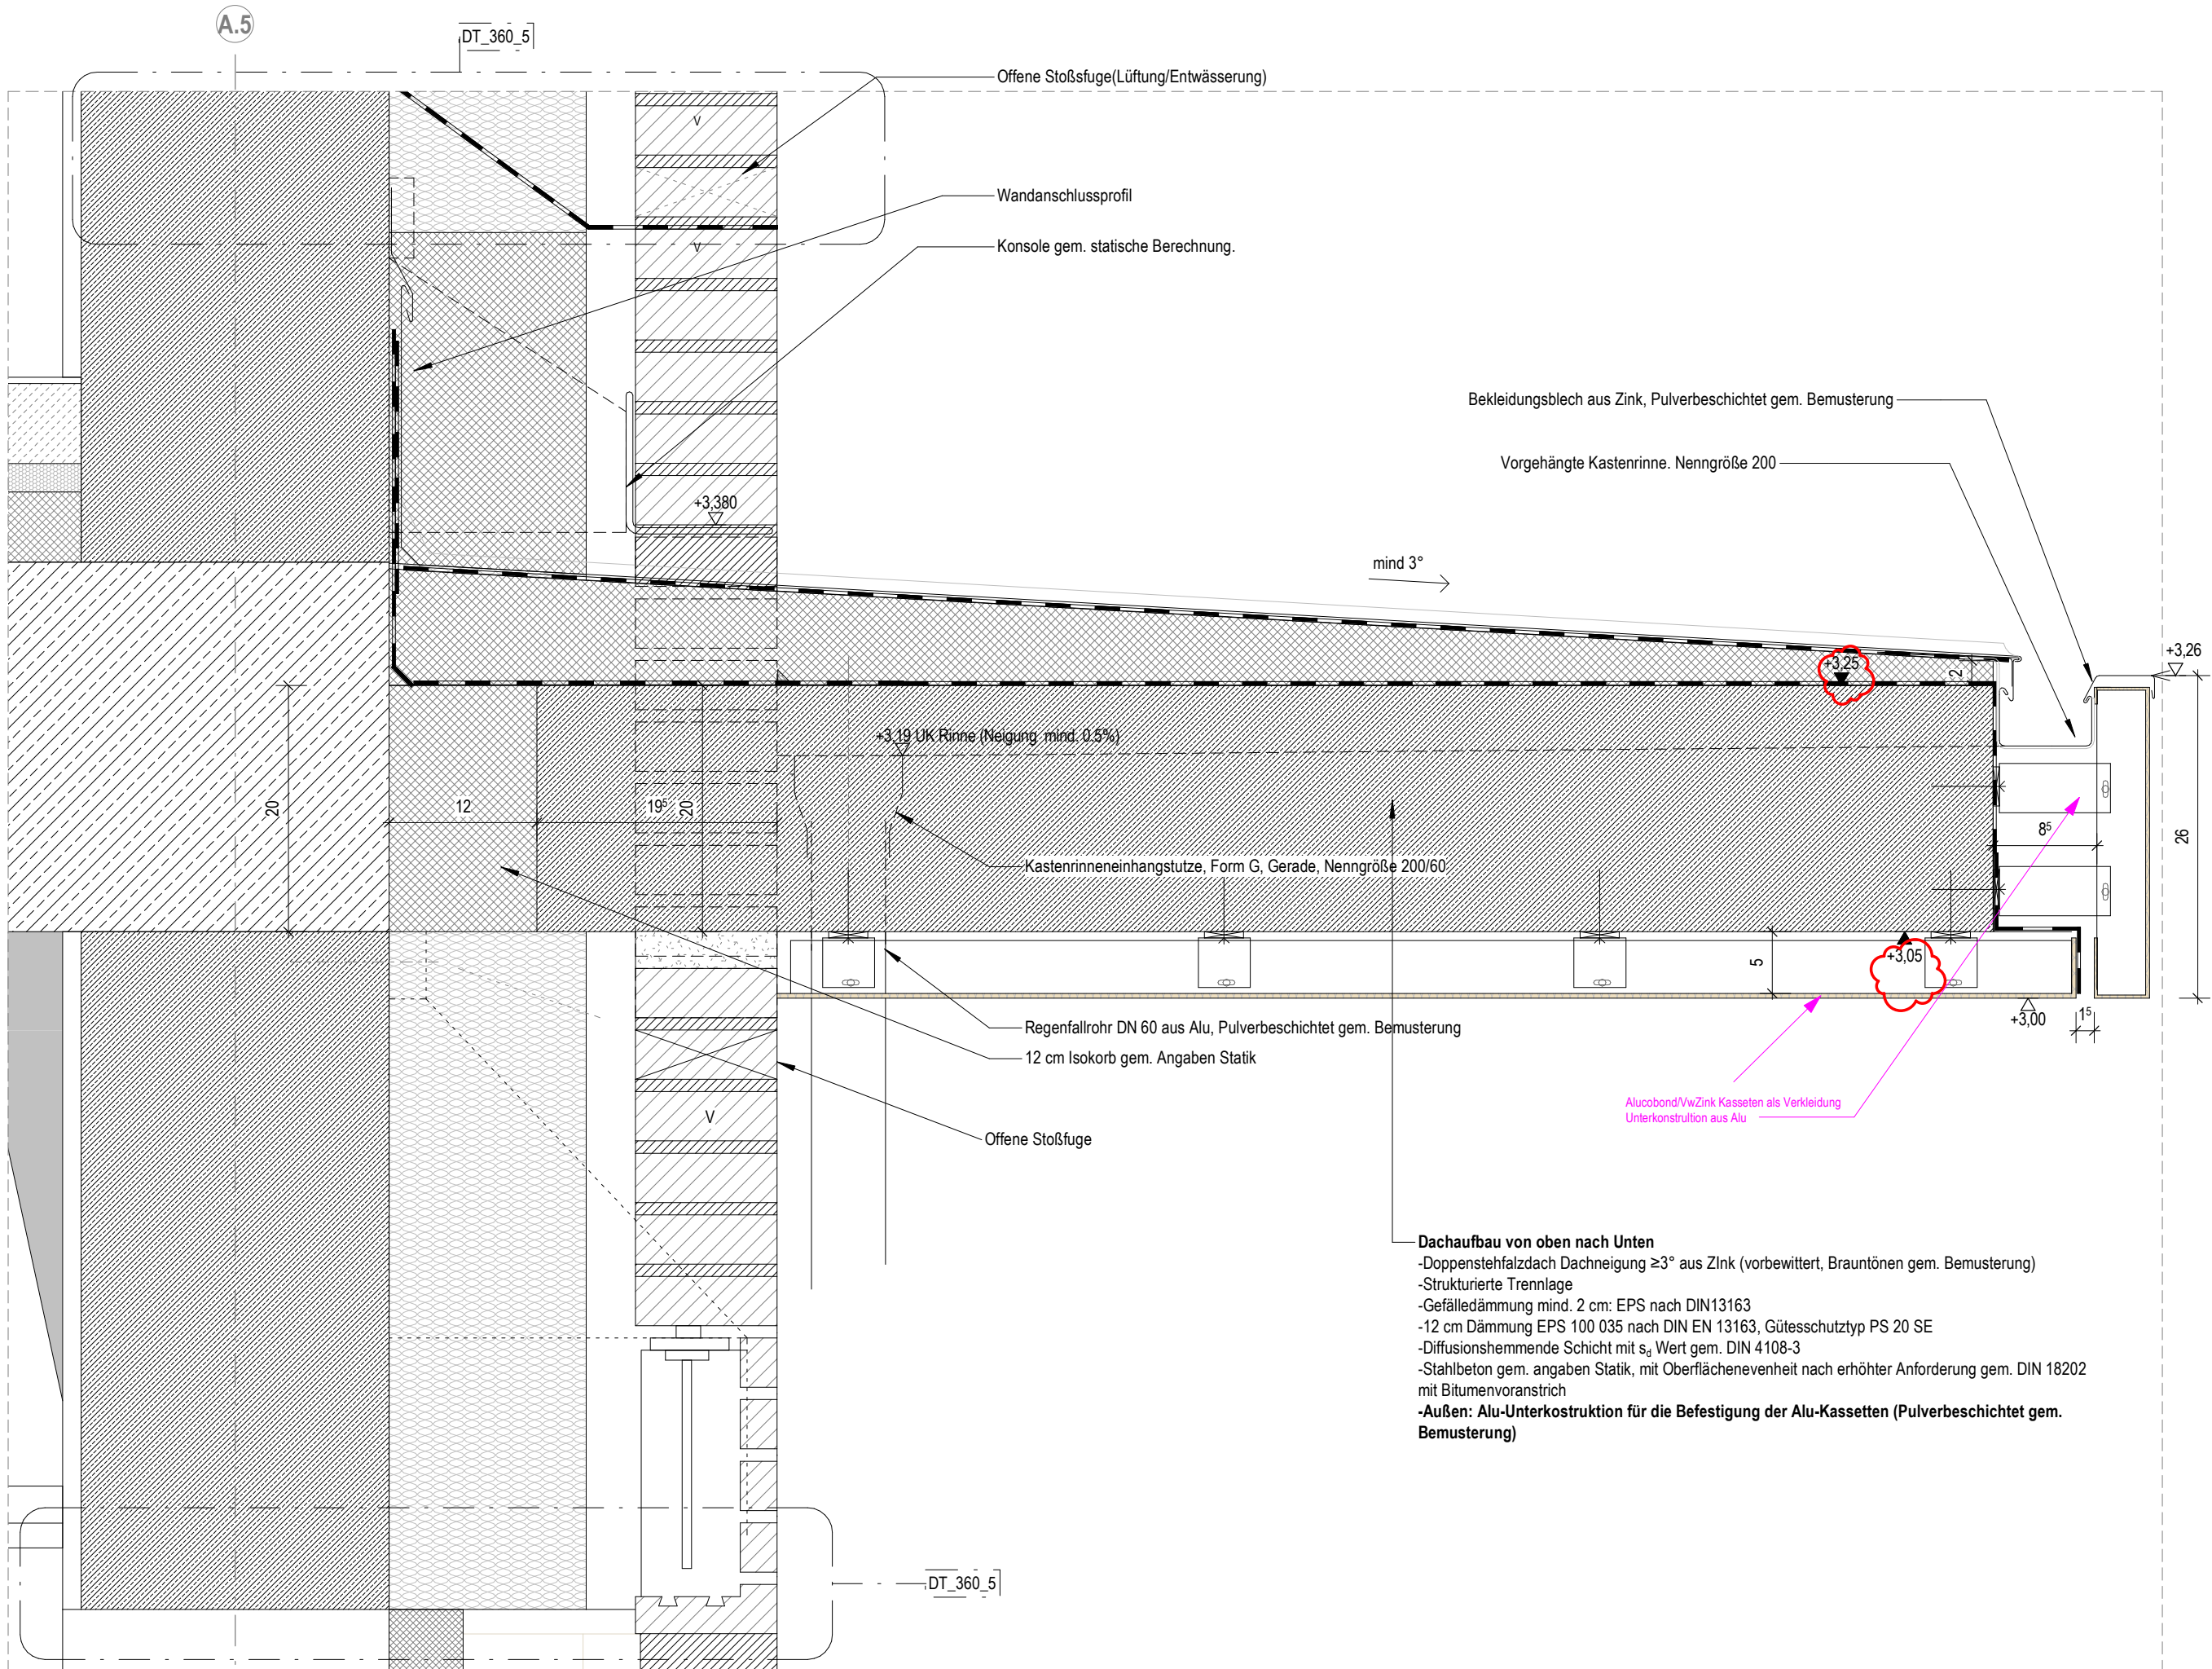 A.5
DT_360_5
Offene Stoßsfuge(Lüftung/Entwässerung)
V
Wandanschlussprofil
V
Konsole gem. statische Berechnung.
Bekleidungsblech aus Zink, Pulverbeschichtet gem. Bemusterung
Vorgehängte Kastenrinne. Nenngröße 200
+3,380
mind 3°
+3,26
+3,25
2
+3,19 UK Rinne (Neigung mind. 0.5%)
20
12
19⁵
20
8⁵
26
Kastenrinneneinhangstutze, Form G, Gerade, Nenngröße 200/60
+3,05
5
+3,00
1⁵
Regenfallrohr DN 60 aus Alu, Pulverbeschichtet gem. Bemusterung
12 cm Isokorb gem. Angaben Statik
Alucobond/VwZink Kasseten als Verkleidung
Unterkonstrultion aus Alu
V
Offene Stoßfuge
Dachaufbau von oben nach Unten
-Doppenstehfalzdach Dachneigung ≥3° aus ZInk (vorbewittert, Brauntönen gem. Bemusterung)
-Strukturierte Trennlage
-Gefälledämmung mind. 2 cm: EPS nach DIN13163
-12 cm Dämmung EPS 100 035 nach DIN EN 13163, Gütesschutztyp PS 20 SE
-Diffusionshemmende Schicht mit sd Wert gem. DIN 4108-3
-Stahlbeton gem. angaben Statik, mit Oberflächenevenheit nach erhöhter Anforderung gem. DIN 18202
mit Bitumenvoranstrich
-Außen: Alu-Unterkostruktion für die Befestigung der Alu-Kassetten (Pulverbeschichtet gem.
Bemusterung)
DT_360_5